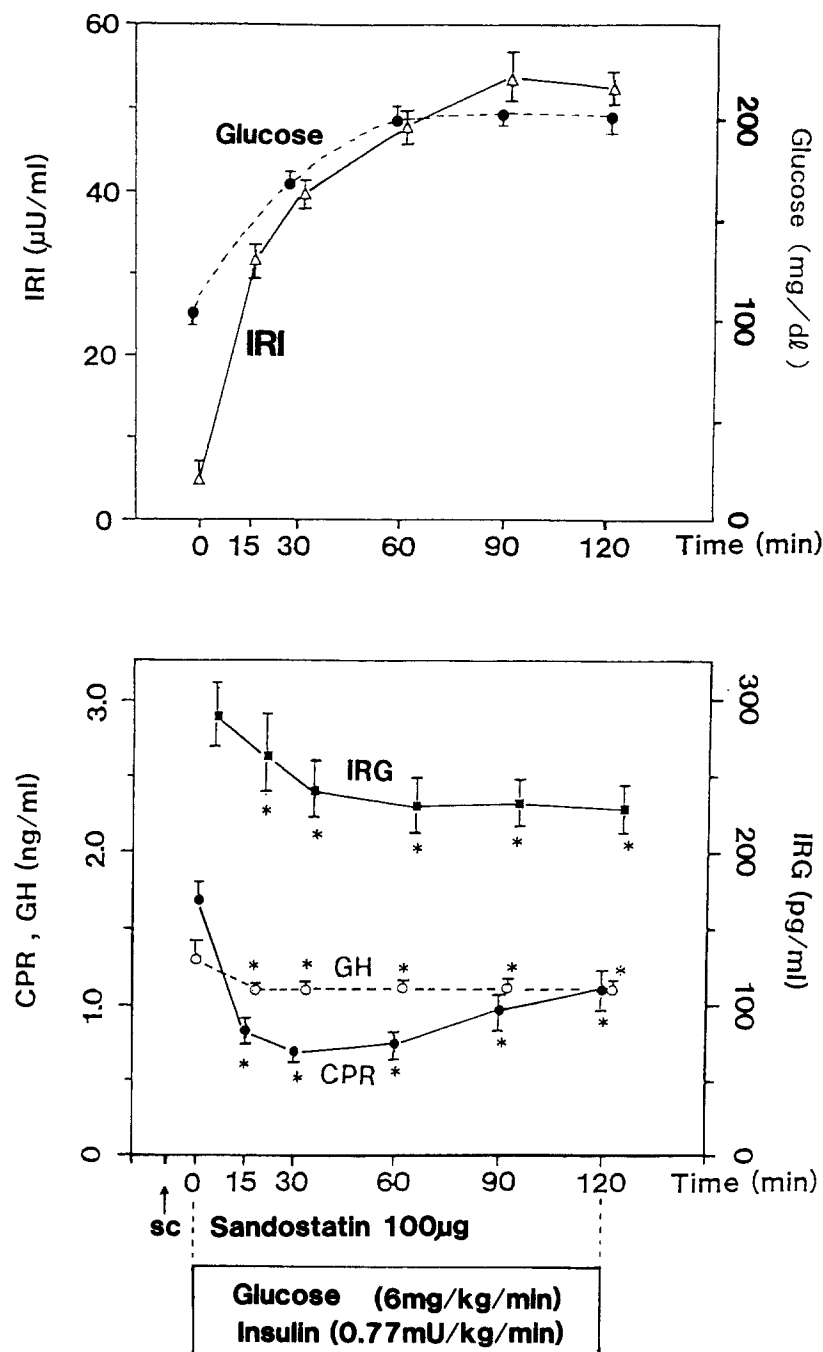 60
40
20
0
IRI (µU/ml)
Glucose
IRI
200
100
0
Glucose (mg/dℓ)
0 15 30 60 90 120 Time (min)
3.0
2.0
1.0
0
CPR , GH (ng/ml)
IRG
*
*
*
*
*
GH
*
*
*
*
*
CPR
*
*
*
*
*
300
200
100
0
IRG (pg/ml)
0 15 30 60 90 120 Time (min)
sc Sandostatin 100µg
Glucose (6mg/kg/min)
Insulin (0.77mU/kg/min)